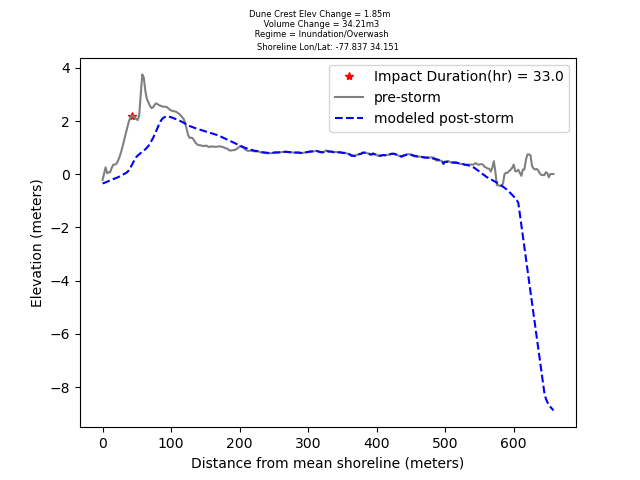 Dune Crest Elev Change = 1.85m
Volume Change = 34.21m3
Regime = Inundation/Overwash
Shoreline Lon/Lat: -77.837 34.151
Impact Duration(hr) = 33.0
pre-storm
modeled post-storm
4
2
0
−2
−4
−6
−8
Elevation (meters)
0 100 200 300 400 500 600
Distance from mean shoreline (meters)